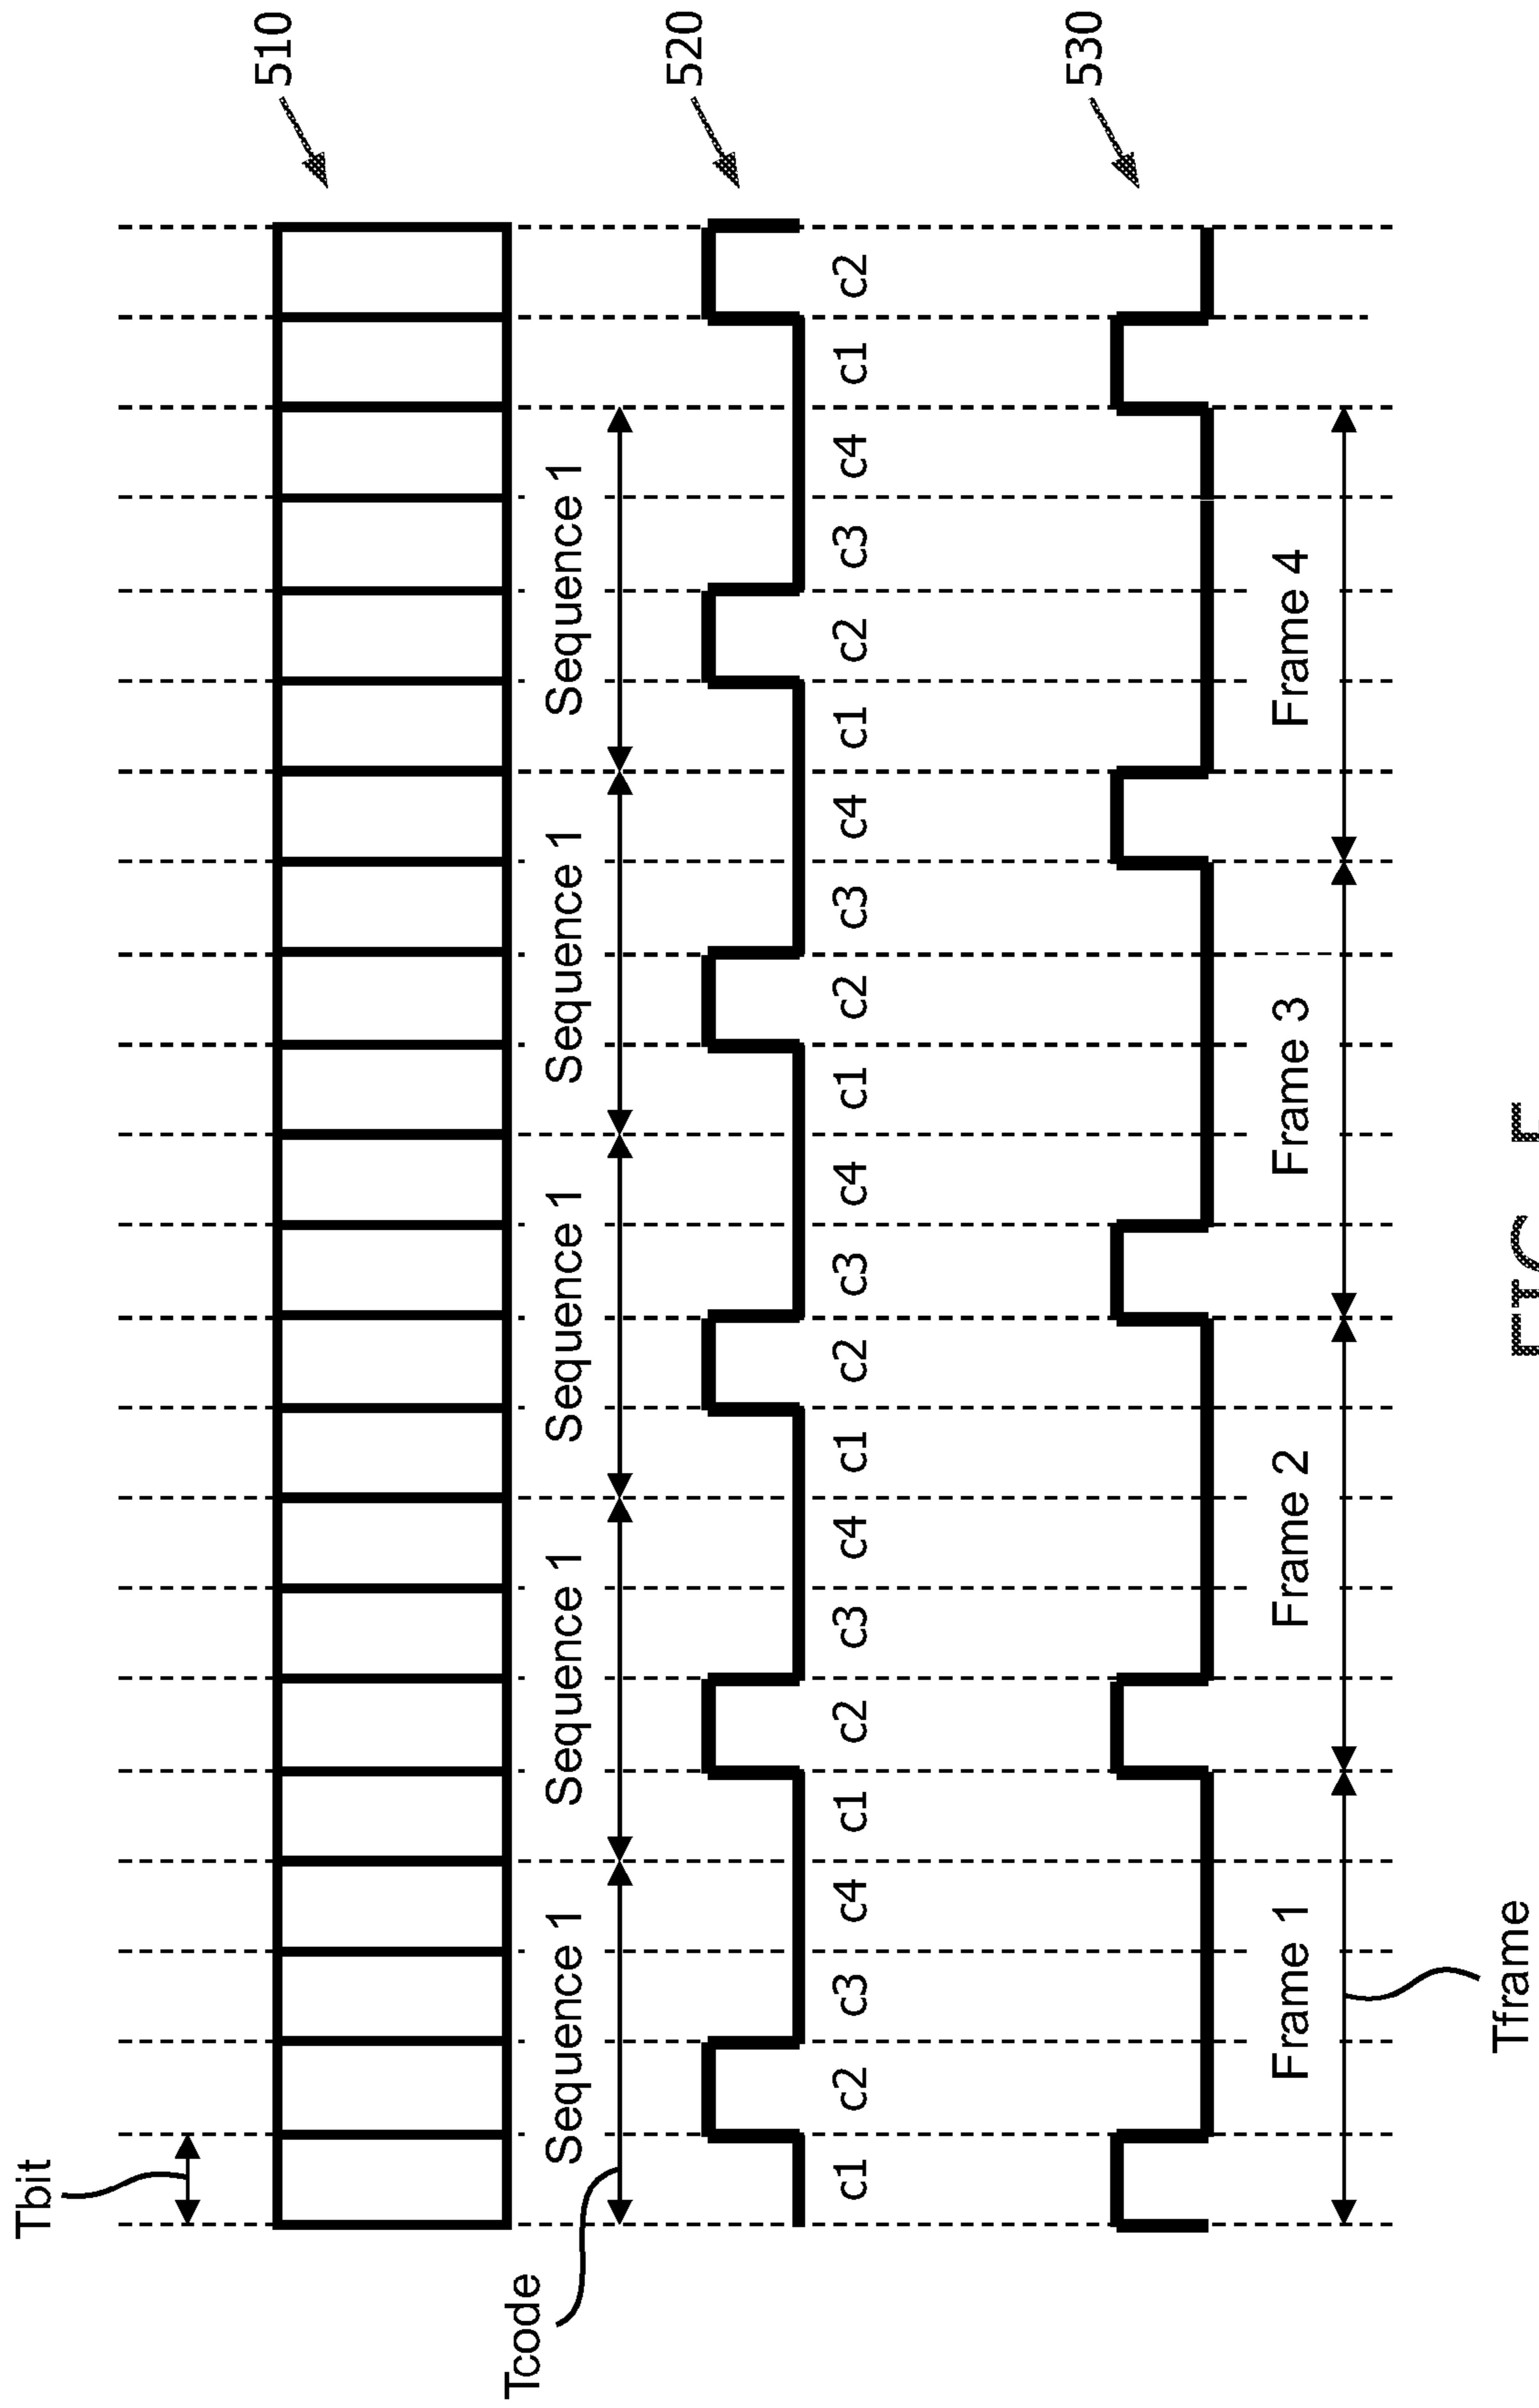 Tbit
510
Sequence 1 Sequence 1 Sequence 1 Sequence 1 Sequence 1
Tcode
520
c1 c2 c3 c4 c1 c2 c3 c4 c1 c2 c3 c4 c1 c2 c3 c4 c1 c2 c3 c4 c1 c2
530
Frame 1 Frame 2 Frame 3 Frame 4
Tframe